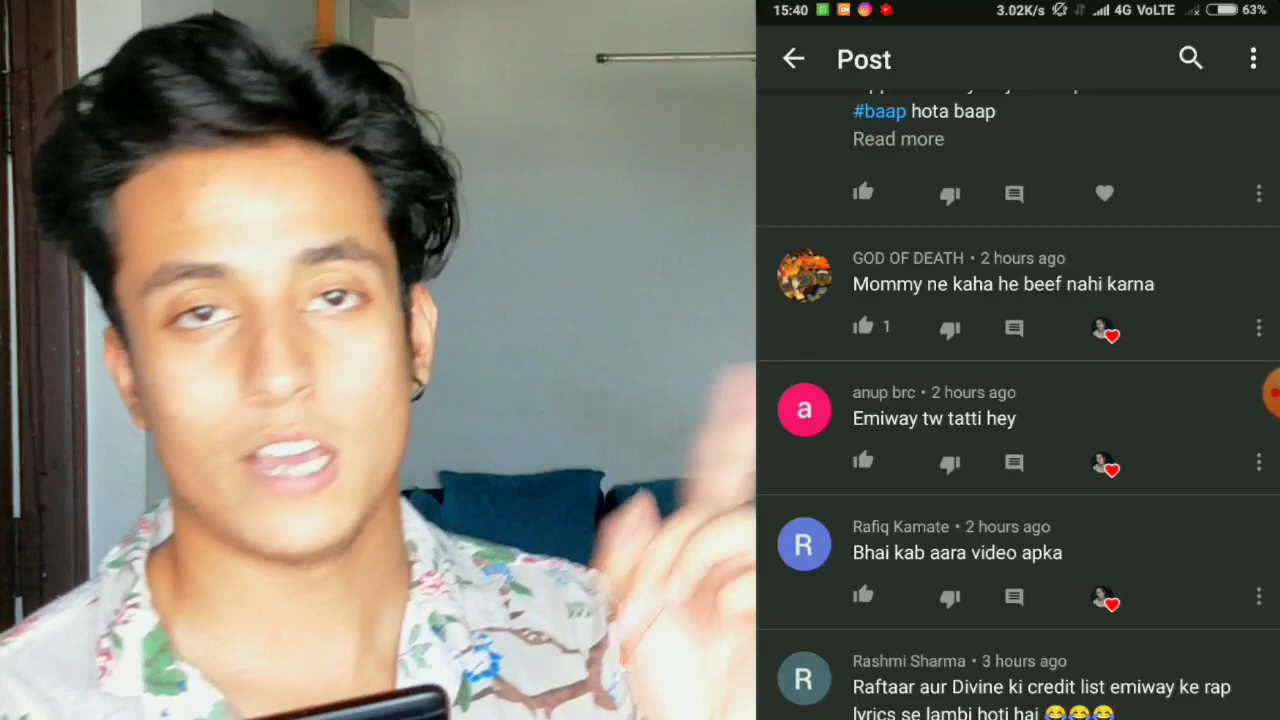 15:40 3.02K/s 4G VoLTE 63%
Post
#baap hota baap
Read more
GOD OF DEATH • 2 hours ago
Mommy ne kaha he beef nahi karna
1
a
anup brc • 2 hours ago
Emiway tw tatti hey
R
Rafiq Kamate • 2 hours ago
Bhai kab aara video apka
R
Rashmi Sharma • 3 hours ago
Raftaar aur Divine ki credit list emiway ke rap
lyrics se lambi hoti hai 😂😂😂